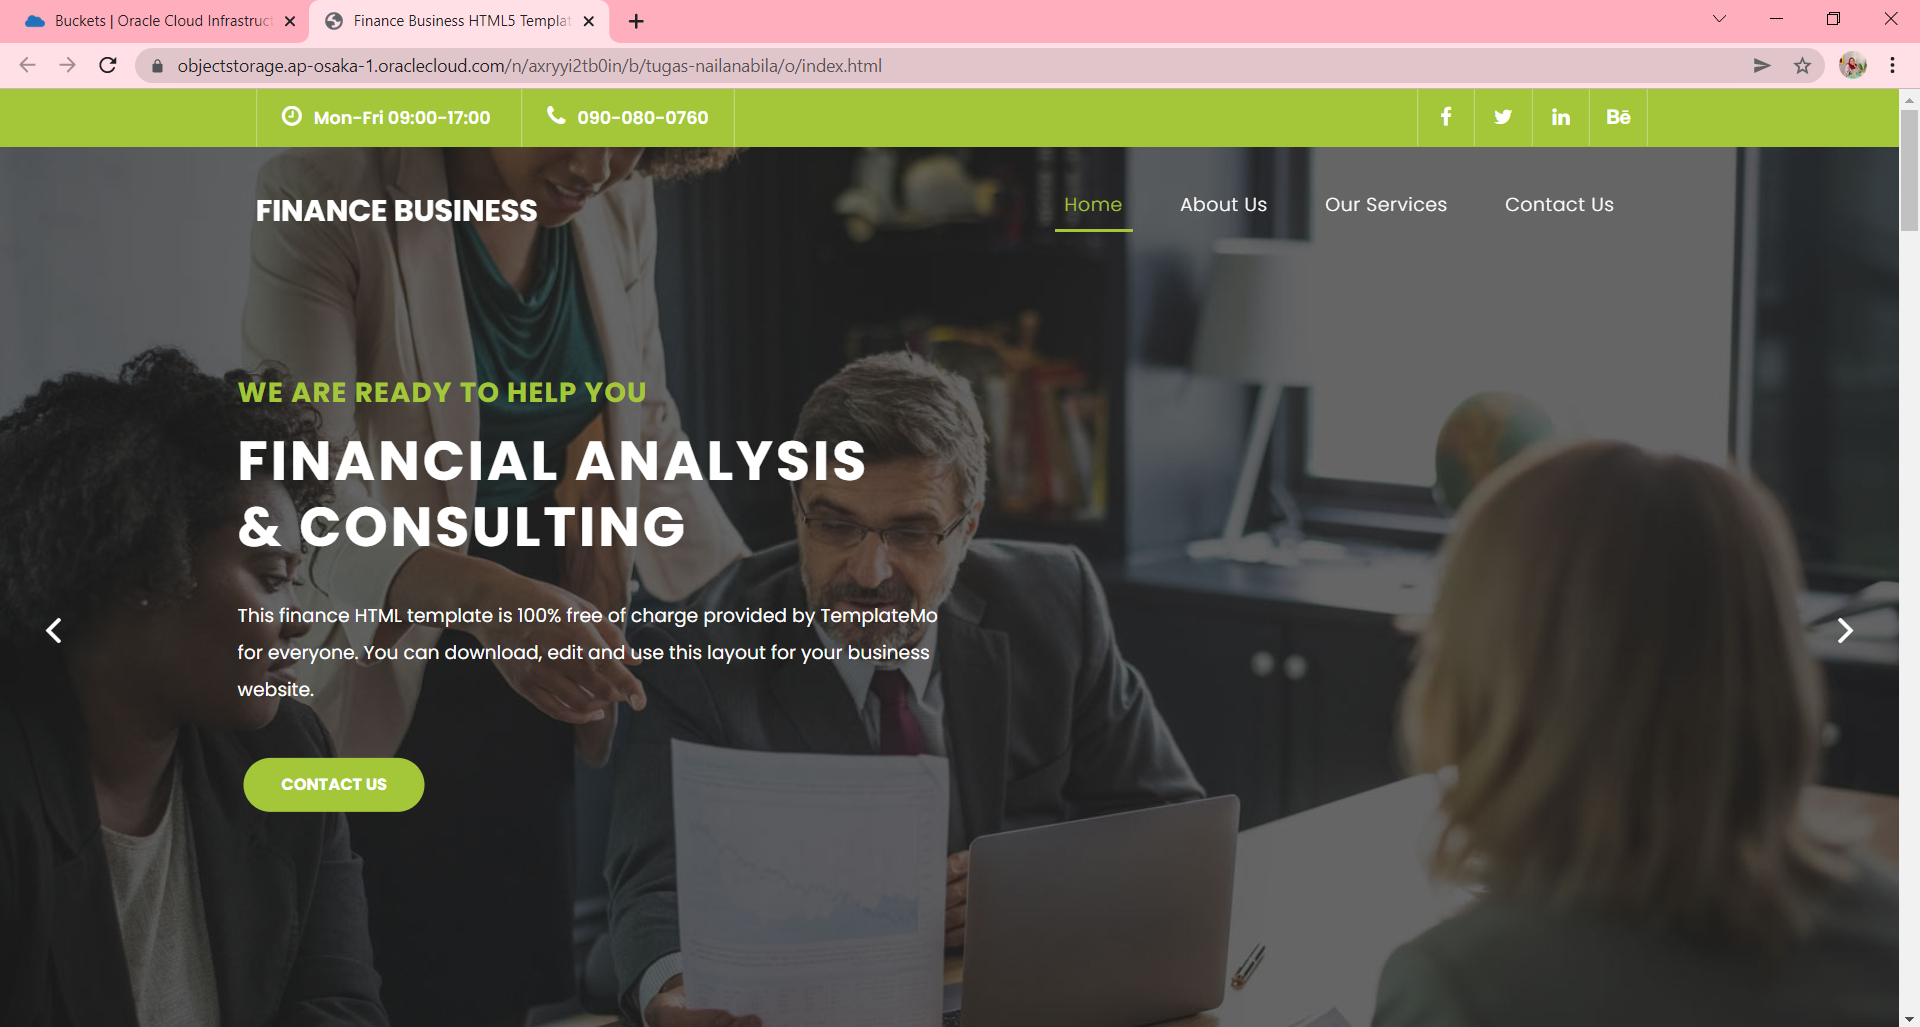 Buckets | Oracle Cloud Infrastruc
Finance Business HTML5 Templat
objectstorage.ap-osaka-1.oraclecloud.com/n/axryyi2tb0in/b/tugas-nailanabila/o/index.html
Mon-Fri 09:00-17:00
090-080-0760
Bē
FINANCE BUSINESS
Home
About Us
Our Services
Contact Us
WE ARE READY TO HELP YOU
FINANCIAL ANALYSIS
& CONSULTING
This finance HTML template is 100% free of charge provided by TemplateMo
for everyone. You can download, edit and use this layout for your business
website.
CONTACT US